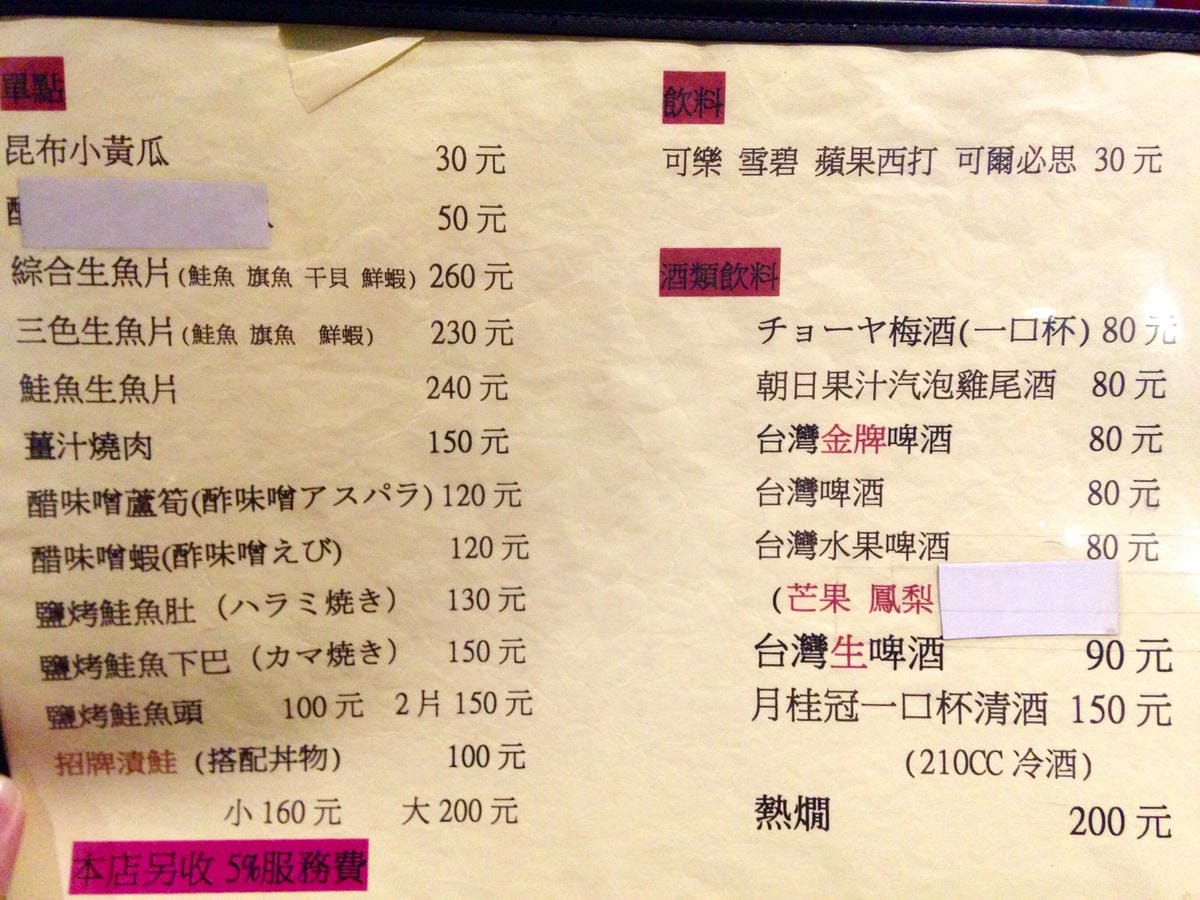 單點
昆布小黃瓜 30元
50元
綜合生魚片(鮭魚 旗魚 干貝 鮮蝦) 260元
三色生魚片(鮭魚 旗魚 鮮蝦) 230元
鮭魚生魚片 240元
薑汁燒肉 150元
醋味噌蘆筍(酢味噌アスパラ) 120元
醋味噌蝦(酢味噌えび) 120元
鹽烤鮭魚肚 (ハラミ焼き) 130元
鹽烤鮭魚下巴 (カマ焼き) 150元
鹽烤鮭魚頭 100元 2片 150元
招牌漬鮭 (搭配丼物) 100元
小 160元 大 200元
本店另收 5%服務費
飲料
可樂 雪碧 蘋果西打 可爾必思 30元
酒類飲料
チョーヤ梅酒(一口杯) 80元
朝日果汁汽泡雞尾酒 80元
台灣金牌啤酒 80元
台灣啤酒 80元
台灣水果啤酒 80元
(芒果 鳳梨
台灣生啤酒 90元
月桂冠一口杯清酒 150元
(210CC 冷酒)
熱燗 200元